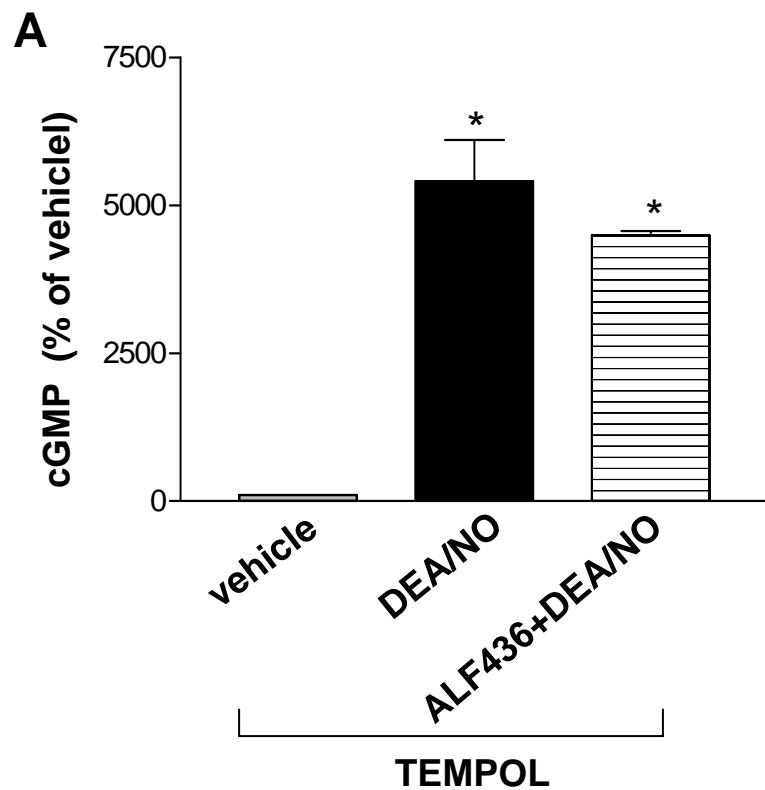 A
7500
5000
2500
0
cGMP (% of vehiclel)
*
*
vehicle
DEA/NO
ALF436+DEA/NO
TEMPOL